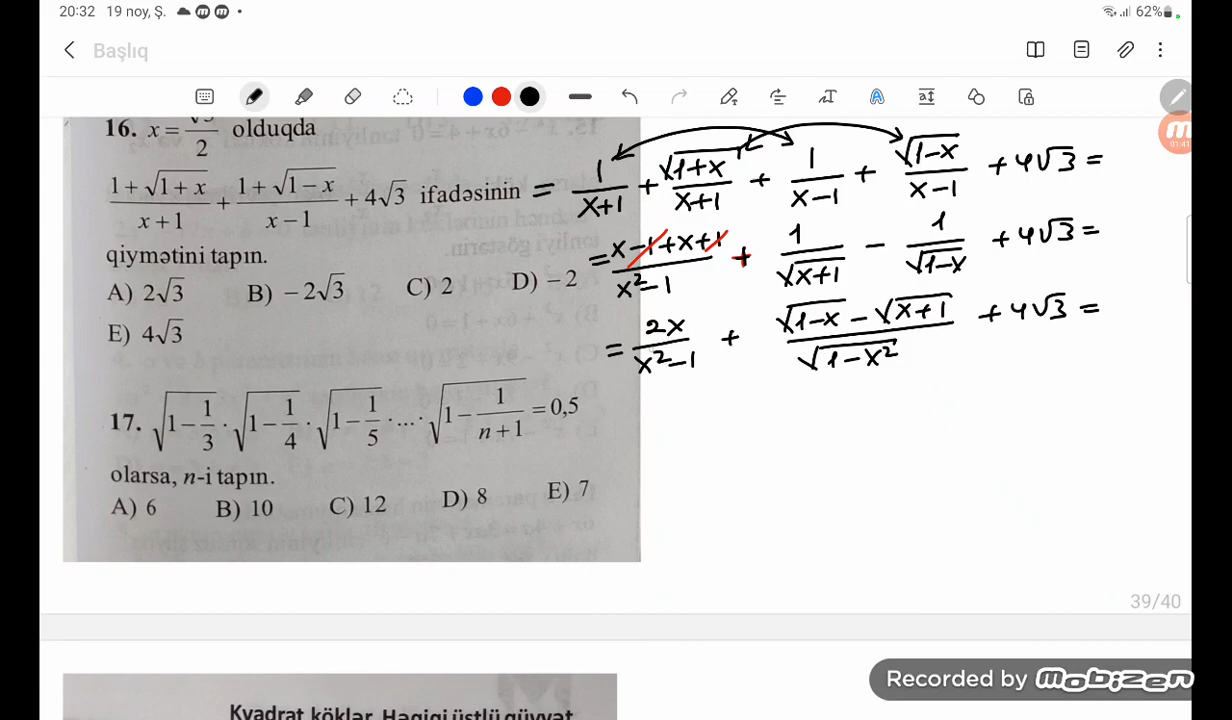 20:32 19 noy, Ş. 62%
Başlıq
16. x = √3/2 olduqda
(1+√(1+x))/(x+1) + (1+√(1−x))/(x−1) + 4√3 ifadəsinin
qiymətini tapın.
A) 2√3 B) −2√3 C) 2 D) −2
E) 4√3
= 1/(x+1) + √(1+x)/(x+1) + 1/(x−1) + √(1−x)/(x−1) + 4√3 =
= (x−1+x+1)/(x²−1) + 1/√(x+1) − 1/√(1−x) + 4√3 =
= 2x/(x²−1) + (√(1−x) − √(x+1))/√(1−x²) + 4√3 =
17. √(1−1/3) · √(1−1/4) · √(1−1/5) · ... · √(1−1/(n+1)) = 0,5
olarsa, n-i tapın.
A) 6 B) 10 C) 12 D) 8 E) 7
39/40
Recorded by mobizen
Kvadrat köklər. Həqiqi üstlü qüvvət
01:41